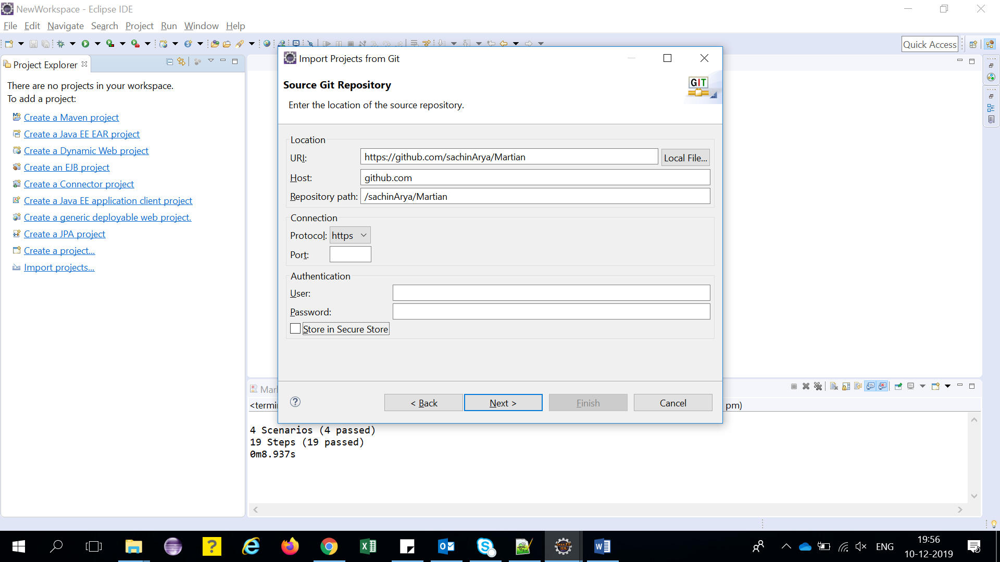 NewWorkspace - Eclipse IDE
File Edit Navigate Search Project Run Window Help
Quick Access
Project Explorer
There are no projects in your workspace.
To add a project:
Create a Maven project
Create a Java EE EAR project
Create a Dynamic Web project
Create an EJB project
Create a Connector project
Create a Java EE application client project
Create a generic deployable web project.
Create a JPA project
Create a project...
Import projects...
Import Projects from Git
Source Git Repository
GIT
Enter the location of the source repository.
Location
URI: https://github.com/sachinArya/Martian Local File...
Host: github.com
Repository path: /sachinArya/Martian
Connection
Protocol: https
Port:
Authentication
User:
Password:
Store in Secure Store
< Back Next > Finish Cancel
Mar
<termi pm)
4 Scenarios (4 passed)
19 Steps (19 passed)
0m8.937s
Java EE
IDE
ENG
19:56
10-12-2019